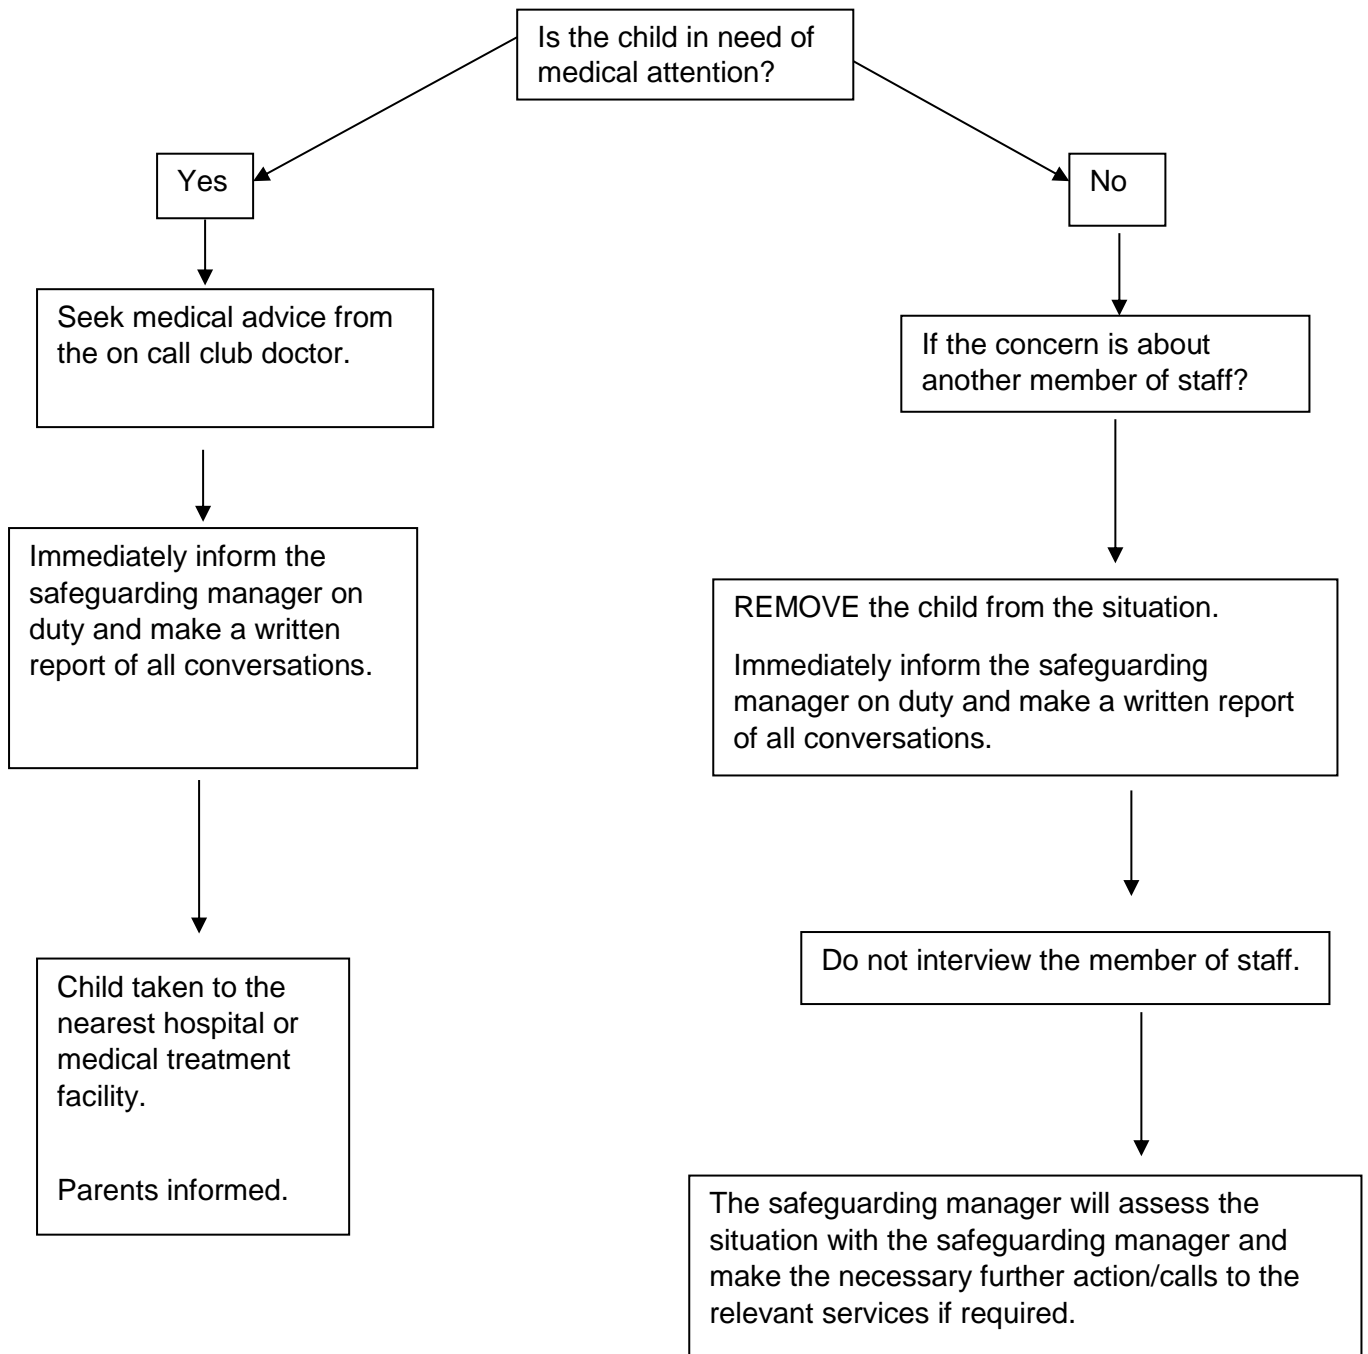 Is the child in need of
medical attention?
Yes
No
Seek medical advice from
the on call club doctor.
If the concern is about
another member of staff?
Immediately inform the
safeguarding manager on
duty and make a written
report of all conversations.
REMOVE the child from the situation.
Immediately inform the safeguarding
manager on duty and make a written report
of all conversations.
Do not interview the member of staff.
Child taken to the
nearest hospital or
medical treatment
facility.
Parents informed.
The safeguarding manager will assess the
situation with the safeguarding manager and
make the necessary further action/calls to the
relevant services if required.